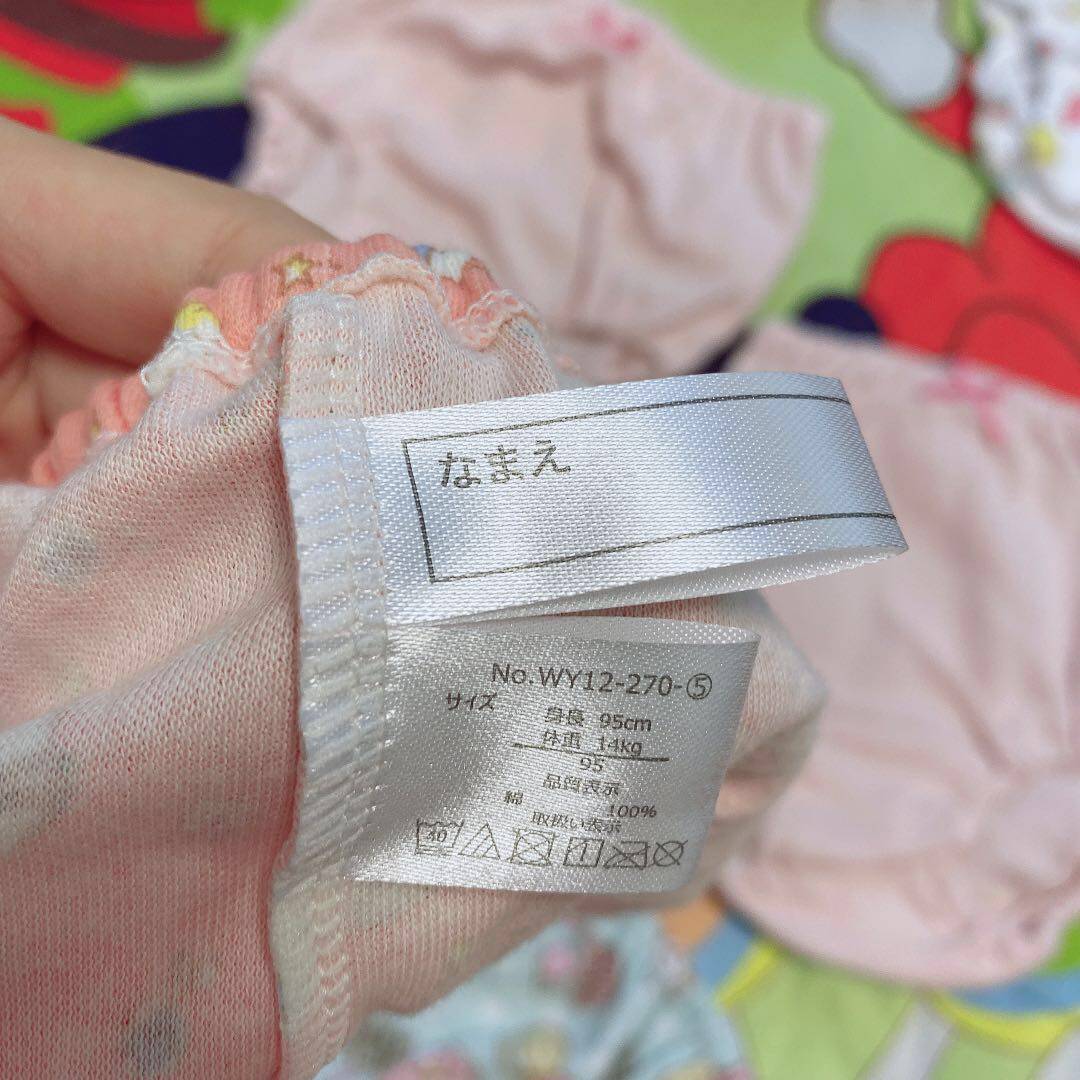 なまえ
No.WY12-270-⑤
サイズ
身長 95cm
体重 14kg
95
品質表示
綿 100%
取扱い表示
40